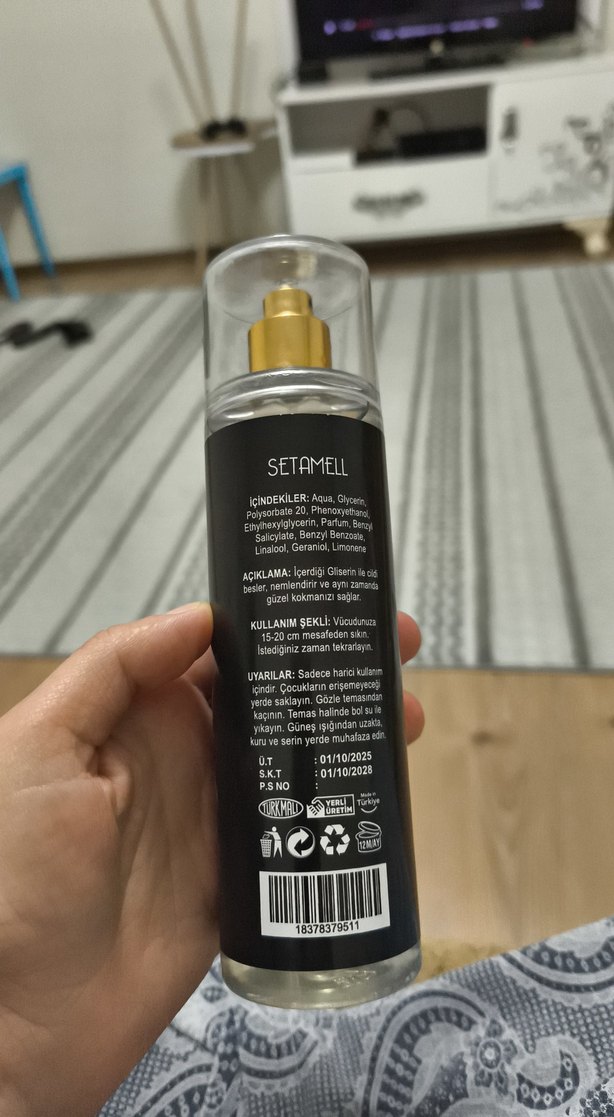 SETAMELL
İÇİNDEKİLER: Aqua, Glycerin,
Polysorbate 20, Phenoxyethanol,
Ethylhexylglycerin, Parfum, Benzyl
Salicylate, Benzyl Benzoate,
Linalool, Geraniol, Limonene
AÇIKLAMA: İçerdiği Gliserin ile cildi
besler, nemlendirir ve aynı zamanda
güzel kokmanızı sağlar.
KULLANIM ŞEKLİ: Vücudunuza
15-20 cm mesafeden sıkın.
İstediğiniz zaman tekrarlayın.
UYARILAR: Sadece harici kullanım
içindir. Çocukların erişemeyeceği
yerde saklayın. Gözle temasından
kaçının. Temas halinde bol su ile
yıkayın. Güneş ışığından uzakta,
kuru ve serin yerde muhafaza edin.
Ü.T : 01/10/2025
S.K.T : 01/10/2028
P.S NO :
TÜRK MALI
YERLİ
ÜRETİM
Made in
Türkiye
12 M/AY
18378379511